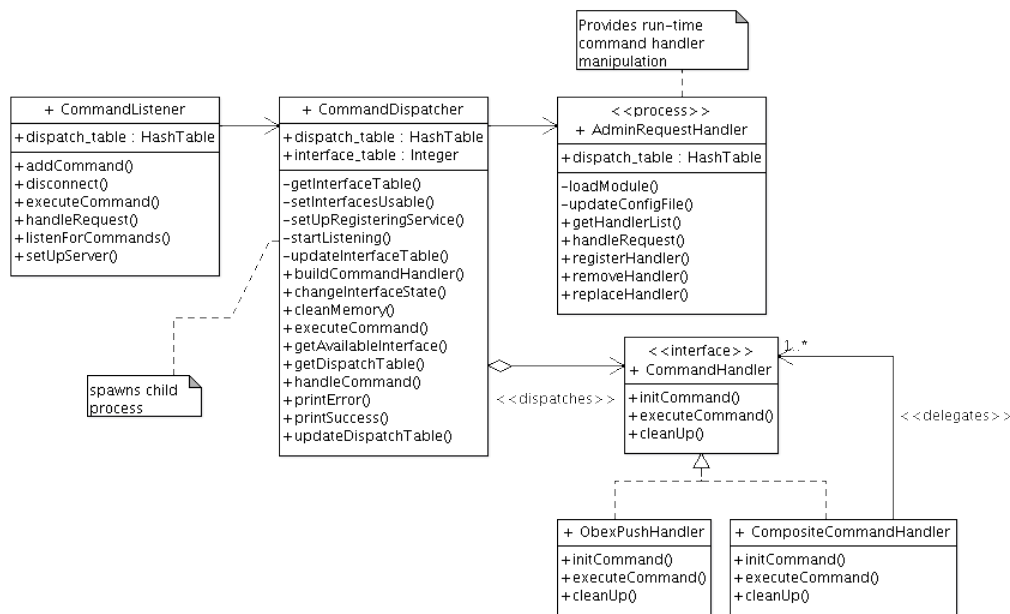 Provides run-time
command handler
manipulation
+ CommandListener
+dispatch_table : HashTable
+addCommand()
+disconnect()
+executeCommand()
+handleRequest()
+listenForCommands()
+setUpServer()
+ CommandDispatcher
+dispatch_table : HashTable
+interface_table : Integer
-getInterfaceTable()
-setInterfacesUsable()
-setUpRegisteringService()
-startListening()
-updateInterfaceTable()
+buildCommandHandler()
+changeInterfaceState()
+cleanMemory()
+executeCommand()
+getAvailableInterface()
+getDispatchTable()
+handleCommand()
+printError()
+printSuccess()
+updateDispatchTable()
<<process>>
+ AdminRequestHandler
+dispatch_table : HashTable
-loadModule()
-updateConfigFile()
+getHandlerList()
+handleRequest()
+registerHandler()
+removeHandler()
+replaceHandler()
spawns child
process
<<dispatches>>
<<interface>>
+ CommandHandler
+initCommand()
+executeCommand()
+cleanUp()
1..*
<<delegates>>
+ ObexPushHandler
+initCommand()
+executeCommand()
+cleanUp()
+ CompositeCommandHandler
+initCommand()
+executeCommand()
+cleanUp()